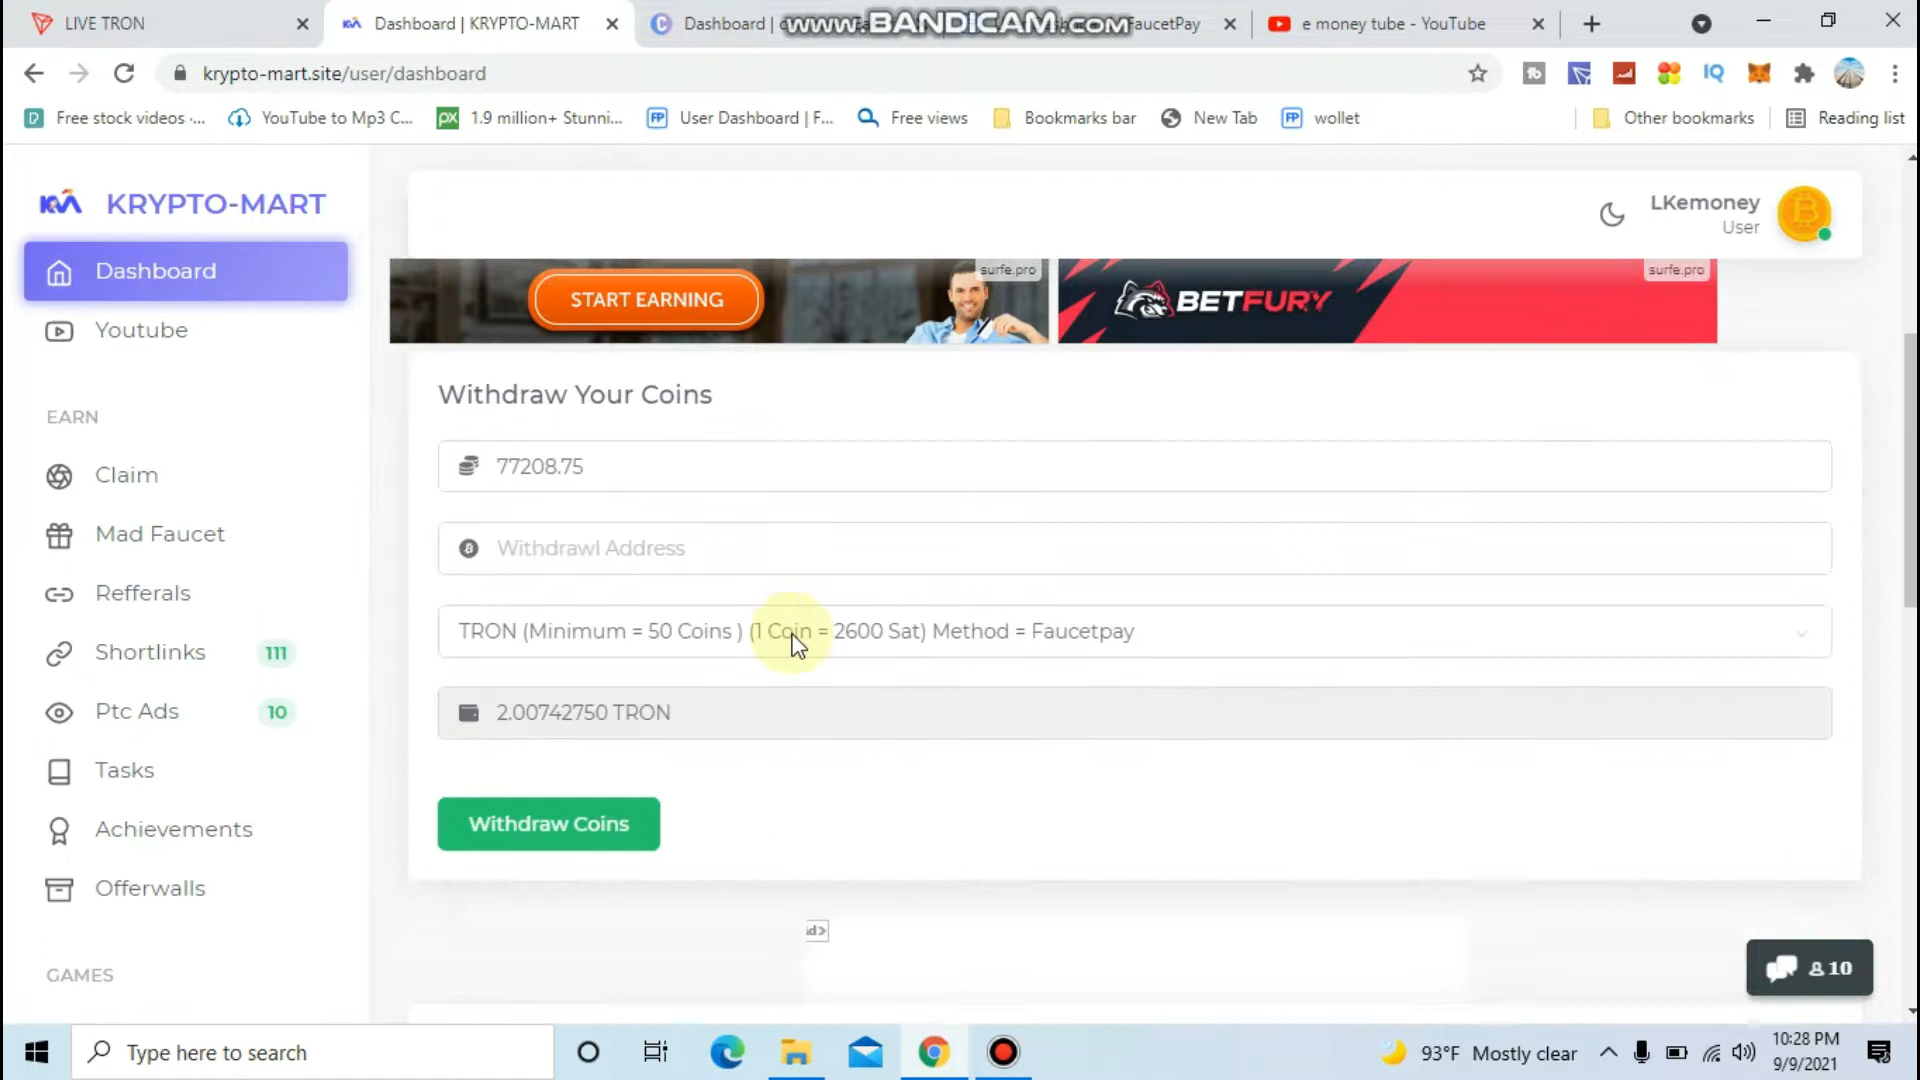 LIVE TRON
Dashboard | KRYPTO-MART
Dashboard |
www.BANDICAM.com
FaucetPay
e money tube - YouTube
krypto-mart.site/user/dashboard
Free stock videos ·...
YouTube to Mp3 C...
1.9 million+ Stunni...
User Dashboard | F...
Free views
Bookmarks bar
New Tab
wollet
Other bookmarks
Reading list
KRYPTO-MART
LKemoney
User
Dashboard
Youtube
EARN
Claim
Mad Faucet
Refferals
Shortlinks 111
Ptc Ads 10
Tasks
Achievements
Offerwalls
GAMES
START EARNING
surfe.pro
BETFURY
surfe.pro
Withdraw Your Coins
77208.75
Withdrawl Address
TRON (Minimum = 50 Coins ) (1 Coin = 2600 Sat) Method = Faucetpay
2.00742750 TRON
Withdraw Coins
10
Type here to search
93°F Mostly clear
10:28 PM
9/9/2021